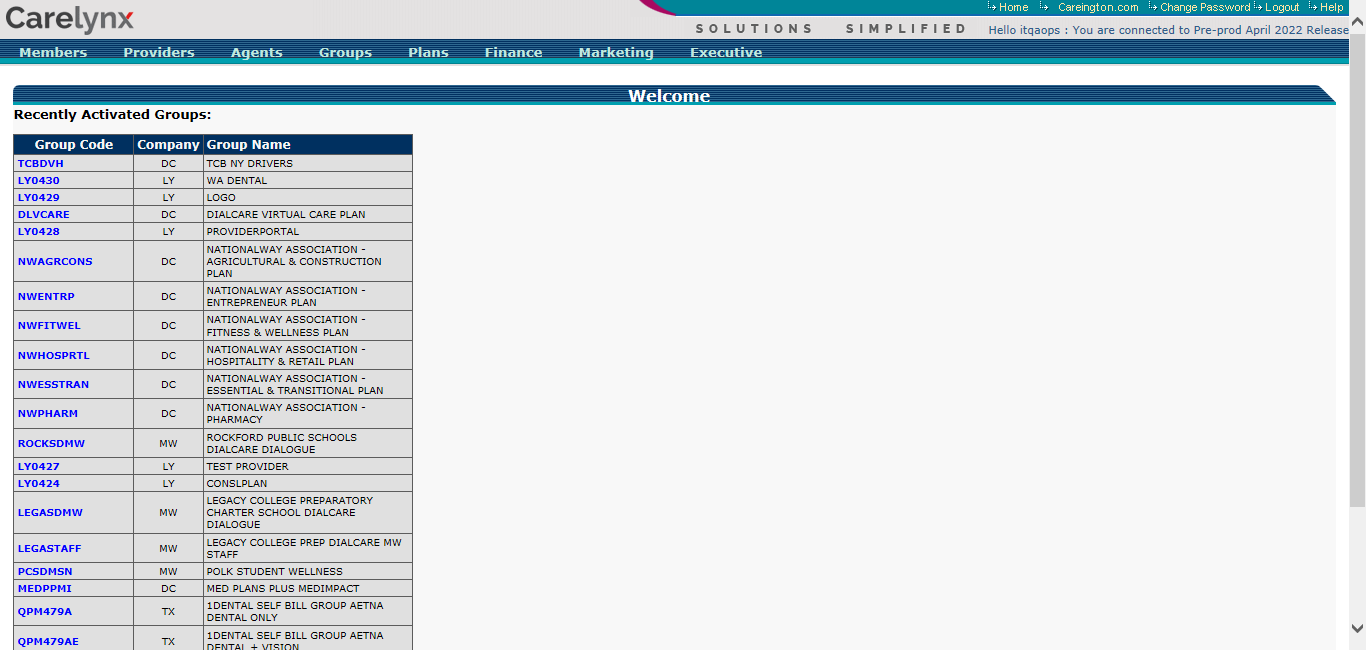 Carelynx
Home Careington.com Change Password Logout Help
SOLUTIONS SIMPLIFIED
Hello itqaops : You are connected to Pre-prod April 2022 Release
Members Providers Agents Groups Plans Finance Marketing Executive
Welcome
Recently Activated Groups:
Group Code Company Group Name
TCBDVH DC TCB NY DRIVERS
LY0430 LY WA DENTAL
LY0429 LY LOGO
DLVCARE DC DIALCARE VIRTUAL CARE PLAN
LY0428 LY PROVIDERPORTAL
NWAGRCONS DC NATIONALWAY ASSOCIATION -
AGRICULTURAL & CONSTRUCTION
PLAN
NWENTRP DC NATIONALWAY ASSOCIATION -
ENTREPRENEUR PLAN
NWFITWEL DC NATIONALWAY ASSOCIATION -
FITNESS & WELLNESS PLAN
NWHOSPRTL DC NATIONALWAY ASSOCIATION -
HOSPITALITY & RETAIL PLAN
NWESSTRAN DC NATIONALWAY ASSOCIATION -
ESSENTIAL & TRANSITIONAL PLAN
NWPHARM DC NATIONALWAY ASSOCIATION -
PHARMACY
ROCKSDMW MW ROCKFORD PUBLIC SCHOOLS
DIALCARE DIALOGUE
LY0427 LY TEST PROVIDER
LY0424 LY CONSLPLAN
LEGASDMW MW LEGACY COLLEGE PREPARATORY
CHARTER SCHOOL DIALCARE
DIALOGUE
LEGASTAFF MW LEGACY COLLEGE PREP DIALCARE MW
STAFF
PCSDMSN MW POLK STUDENT WELLNESS
MEDPPMI DC MED PLANS PLUS MEDIMPACT
QPM479A TX 1DENTAL SELF BILL GROUP AETNA
DENTAL ONLY
QPM479AE TX 1DENTAL SELF BILL GROUP AETNA
DENTAL + VISION